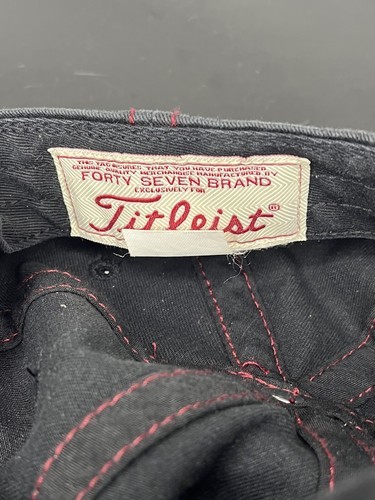 THIS TAG ASSURES THAT YOU HAVE PURCHASED
GENUINE QUALITY MERCHANDISE MANUFACTURED BY
FORTY SEVEN BRAND
EXCLUSIVELY FOR
Titleist®